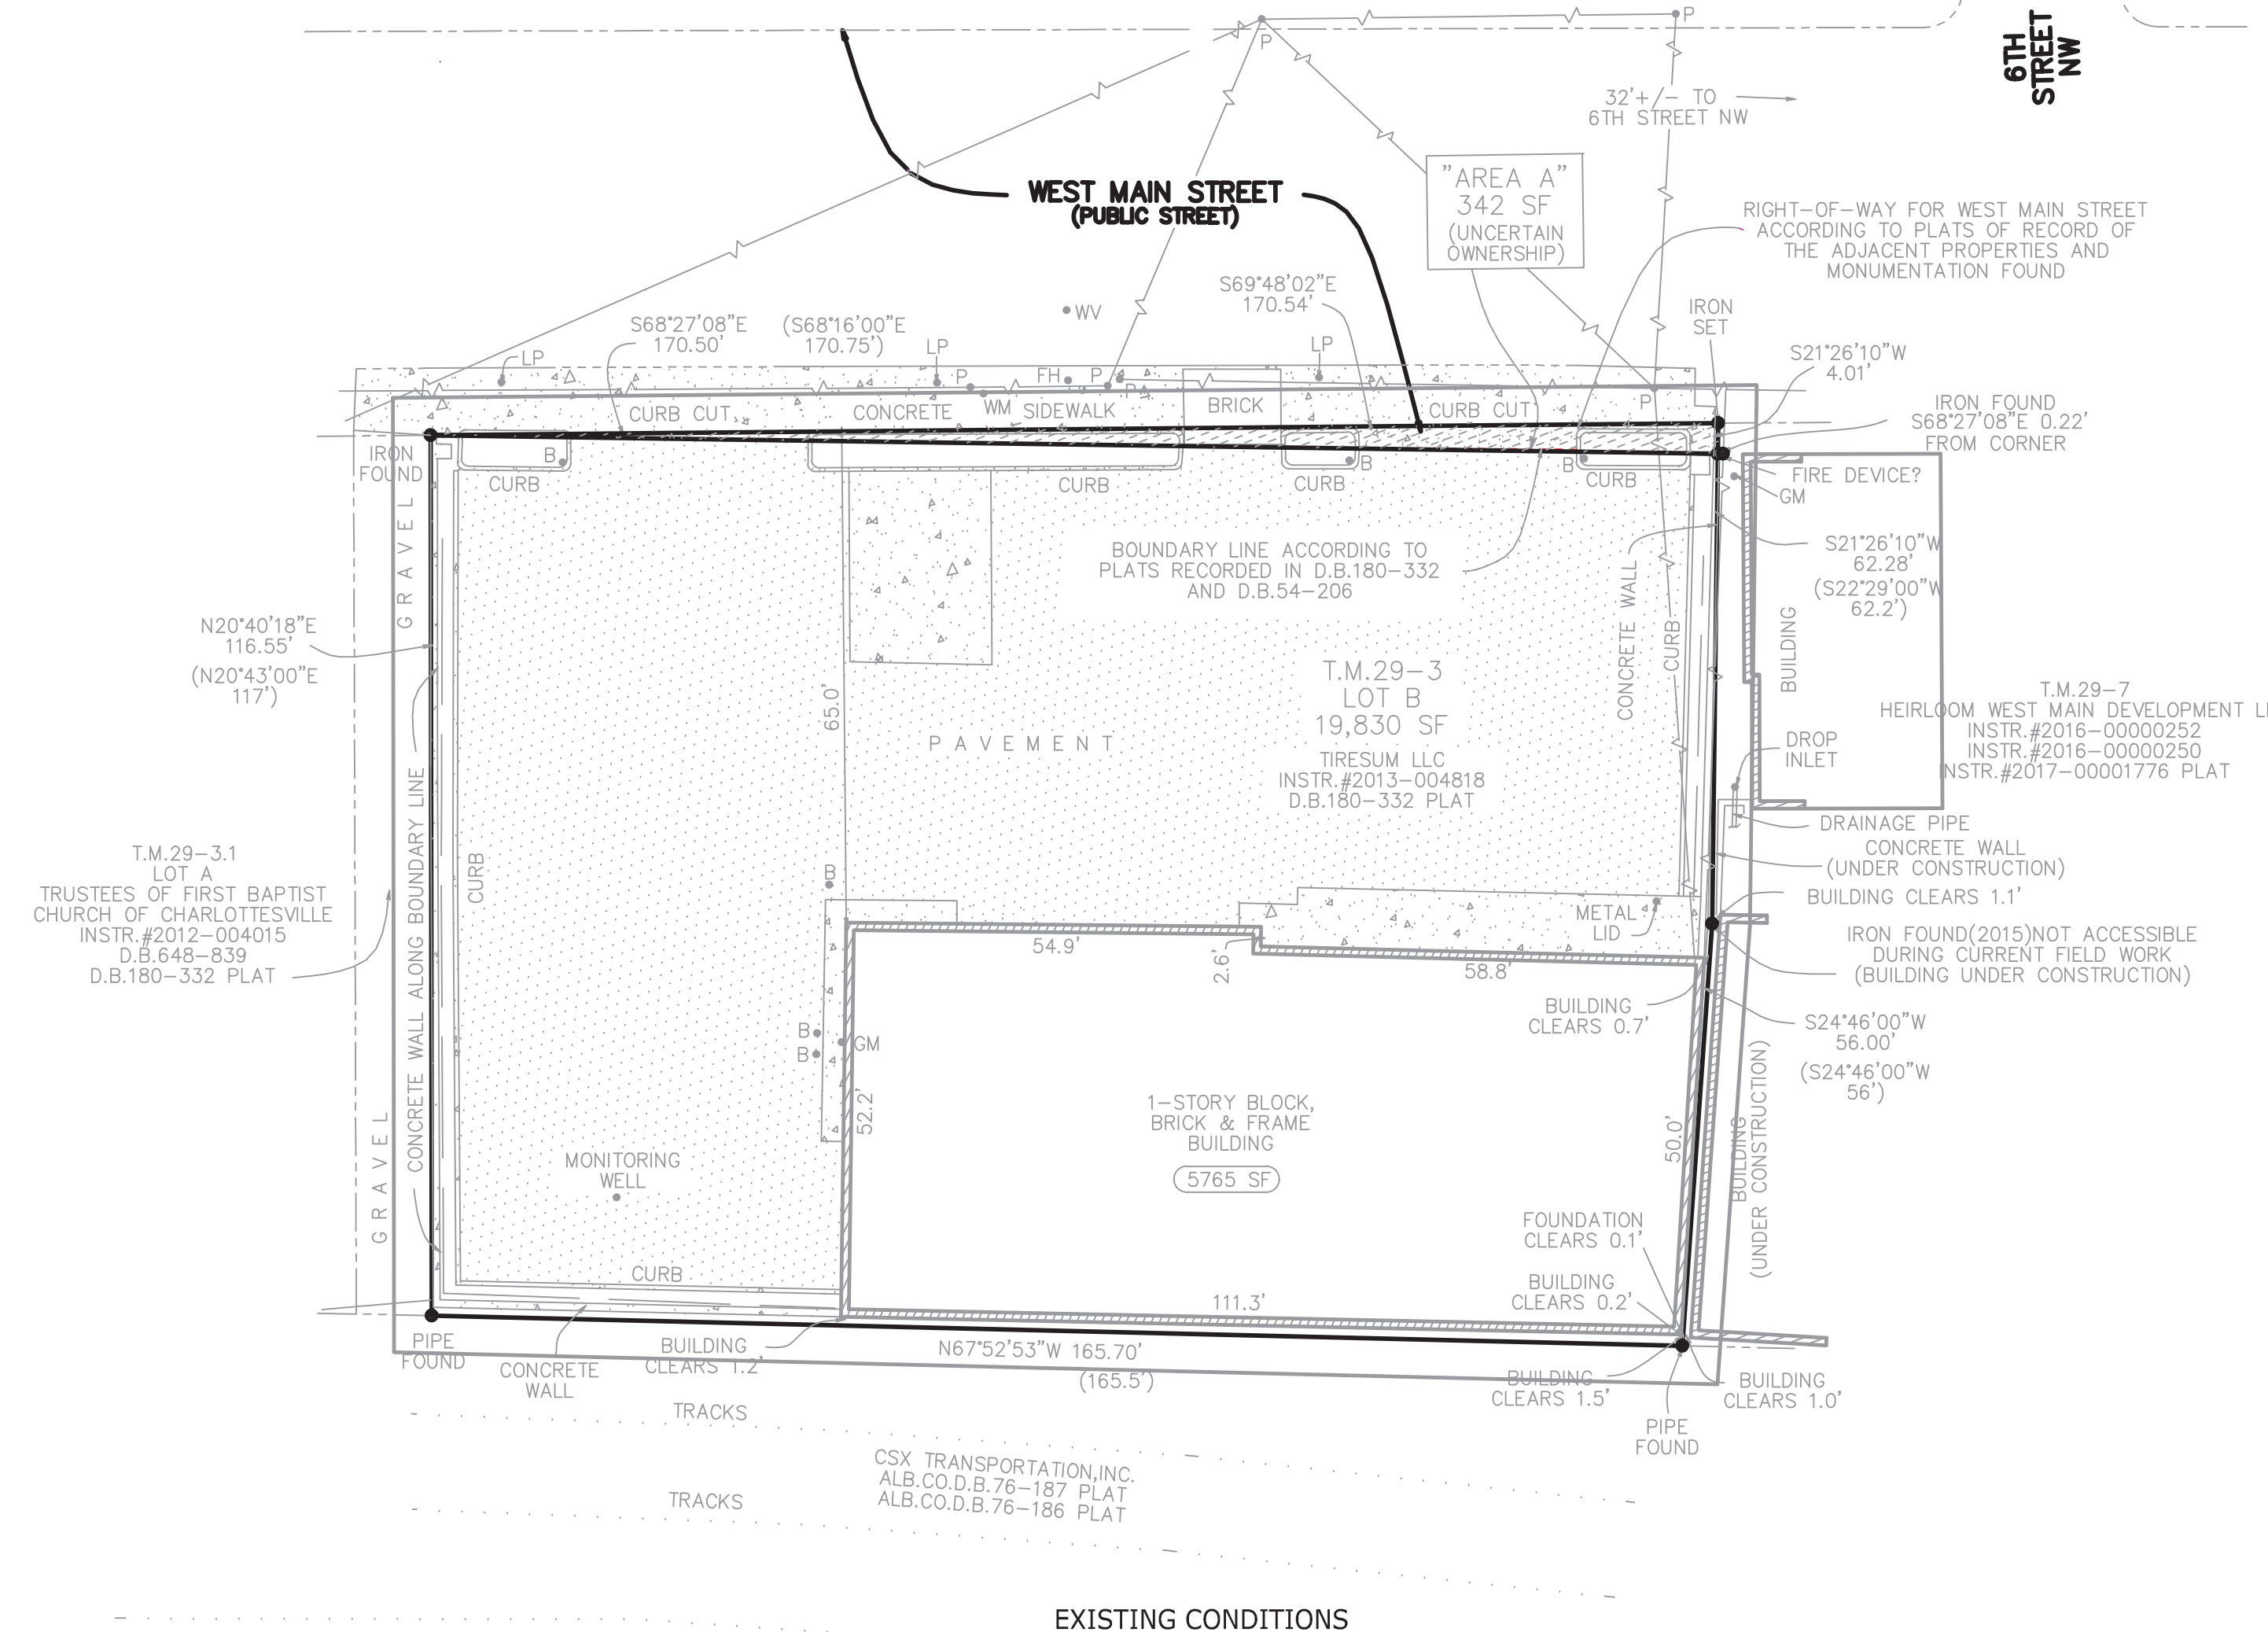 6TH
STREET
NW
P
P
32'+/- TO
6TH STREET NW
WEST MAIN STREET
(PUBLIC STREET)
"AREA A"
342 SF
(UNCERTAIN
OWNERSHIP)
RIGHT-OF-WAY FOR WEST MAIN STREET
ACCORDING TO PLATS OF RECORD OF
THE ADJACENT PROPERTIES AND
MONUMENTATION FOUND
S69°48'02"E
170.54'
WV
S68°27'08"E
170.50'
(S68°16'00"E
170.75')
IRON
SET
S21°26'10"W
4.01'
LP
LP
LP
P
FH
P
P
P
WM
CURB CUT
CONCRETE
SIDEWALK
BRICK
CURB CUT
IRON FOUND
S68°27'08"E 0.22'
FROM CORNER
IRON
FOUND
B
B
B
CURB
CURB
CURB
CURB
FIRE DEVICE?
GM
GRAVEL
BOUNDARY LINE ACCORDING TO
PLATS RECORDED IN D.B.180-332
AND D.B.54-206
S21°26'10"W
62.28'
(S22°29'00"W
62.2')
CONCRETE WALL
CURB
BUILDING
N20°40'18"E
116.55'
(N20°43'00"E
117')
65.0'
PAVEMENT
T.M.29-3
LOT B
19,830 SF
TIRESUM LLC
INSTR.#2013-004818
D.B.180-332 PLAT
T.M.29-7
HEIRLOOM WEST MAIN DEVELOPMENT
INSTR.#2016-00000252
INSTR.#2016-00000250
INSTR.#2017-00001776 PLAT
DROP
INLET
DRAINAGE PIPE
CONCRETE WALL
(UNDER CONSTRUCTION)
BUILDING CLEARS 1.1'
T.M.29-3.1
LOT A
TRUSTEES OF FIRST BAPTIST
CHURCH OF CHARLOTTESVILLE
INSTR.#2012-004015
D.B.648-839
D.B.180-332 PLAT
CONCRETE WALL ALONG BOUNDARY LINE
CURB
B
METAL
LID
54.9'
2.6'
58.8'
IRON FOUND(2015)NOT ACCESSIBLE
DURING CURRENT FIELD WORK
(BUILDING UNDER CONSTRUCTION)
BUILDING
CLEARS 0.7'
S24°46'00"W
56.00'
(S24°46'00"W
56')
B
B
GM
52.2'
1-STORY BLOCK,
BRICK & FRAME
BUILDING
5765 SF
50.0'
BUILDING
(UNDER CONSTRUCTION)
GRAVEL
MONITORING
WELL
FOUNDATION
CLEARS 0.1'
BUILDING
CLEARS 0.2'
CURB
111.3'
PIPE
FOUND
CONCRETE
WALL
BUILDING
CLEARS 1.2'
N67°52'53"W 165.70'
(165.5')
BUILDING
CLEARS 1.5'
BUILDING
CLEARS 1.0'
PIPE
FOUND
TRACKS
CSX TRANSPORTATION,INC.
ALB.CO.D.B.76-187 PLAT
ALB.CO.D.B.76-186 PLAT
TRACKS
EXISTING CONDITIONS